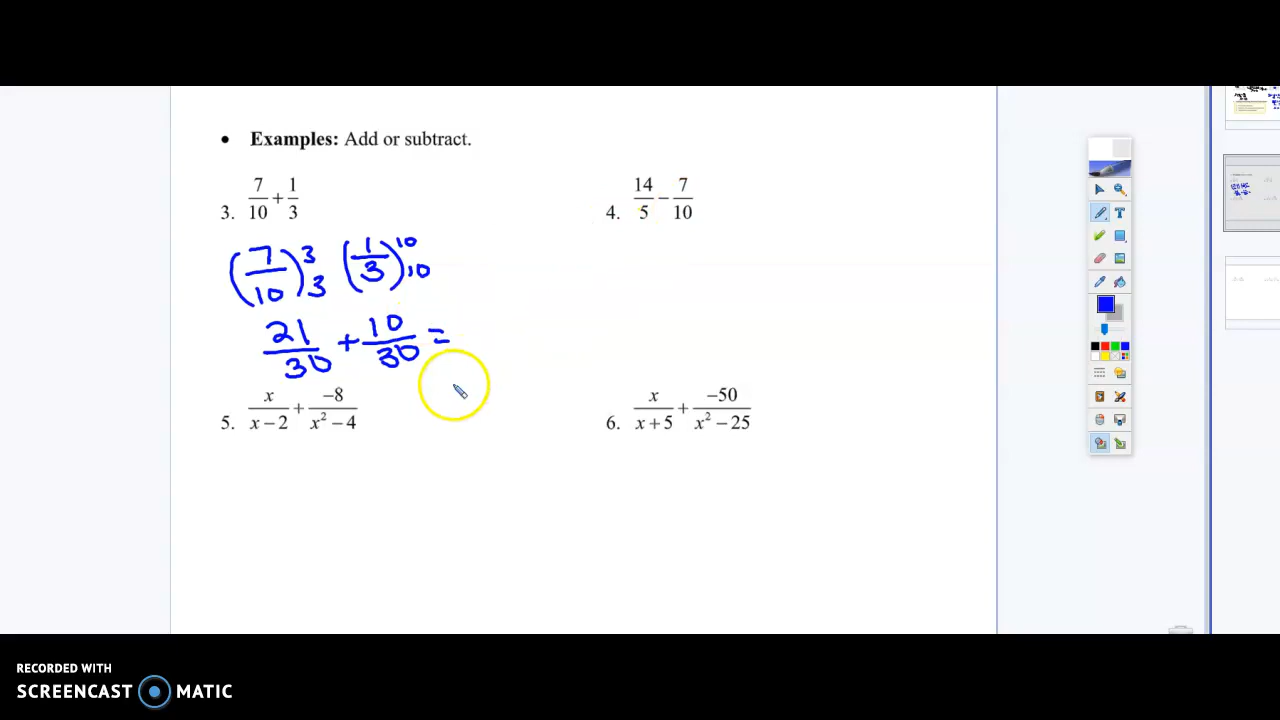 • Examples: Add or subtract.
3. 7/10 + 1/3
4. 14/5 − 7/10
(7/10) 3/3 (1/3) 10/10
21/30 + 10/30 =
5. x/(x − 2) + −8/(x² − 4)
6. x/(x + 5) + −50/(x² − 25)
RECORDED WITH
SCREENCAST MATIC